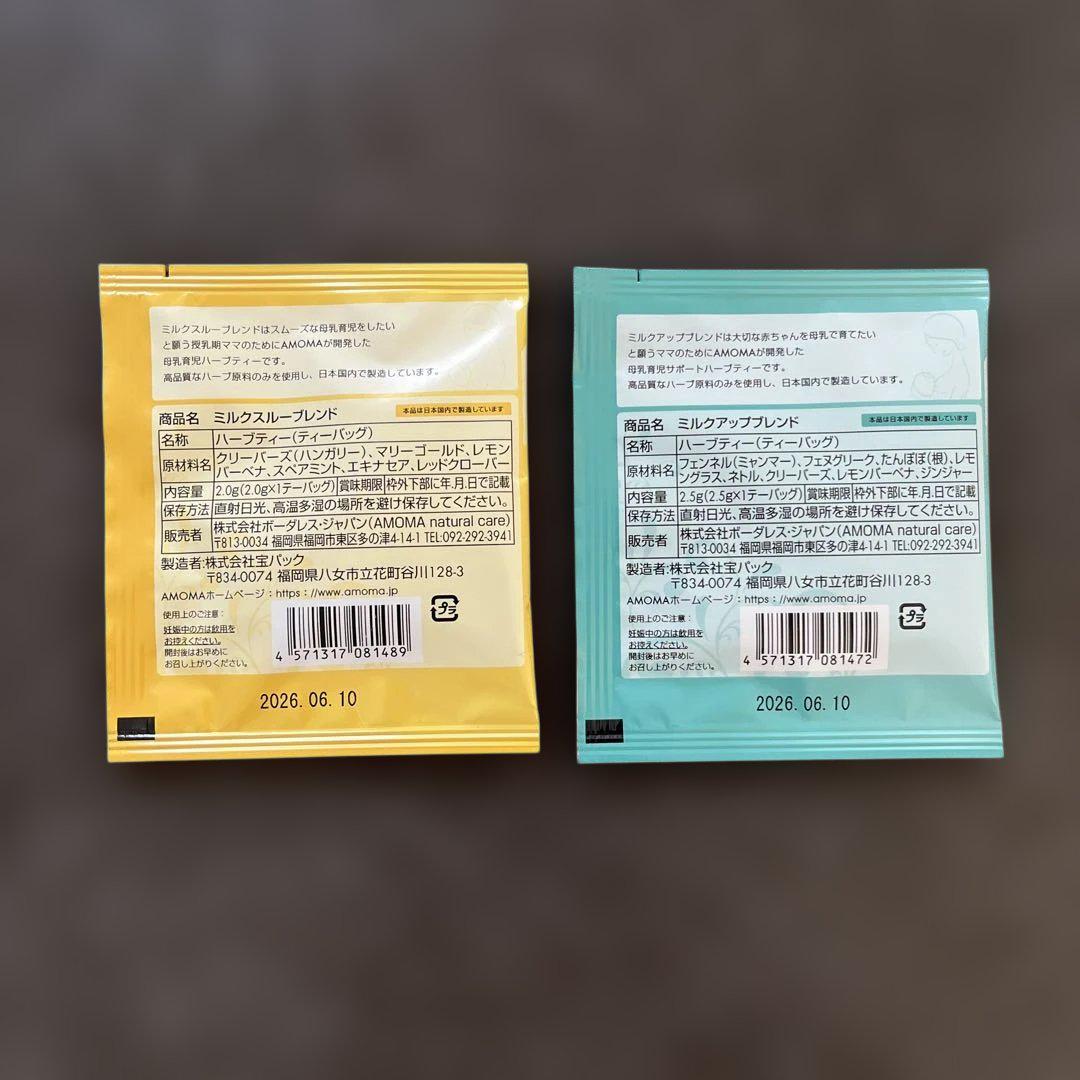 ミルクスルーブレンドはスムーズな母乳育児をしたい
と願う授乳期ママのためにAMOMAが開発した
母乳育児ハーブティーです。
高品質なハーブ原料のみを使用し、日本国内で製造しています。
商品名 ミルクスルーブレンド
本品は日本国内で製造しています
名称 ハーブティー(ティーバッグ)
原材料名 クリーバーズ(ハンガリー)、マリーゴールド、レモン
バーベナ、スペアミント、エキナセア、レッドクローバー
内容量 2.0g(2.0g×1テーバッグ) 賞味期限 枠外下部に年.月.日で記載
保存方法 直射日光、高温多湿の場所を避け保存してください。
販売者 株式会社ボーダレス・ジャパン(AMOMA natural care)
〒813-0034 福岡県福岡市東区多の津4-14-1 TEL:092-292-3941
製造者:株式会社宝パック
〒834-0074 福岡県八女市立花町谷川128-3
AMOMAホームページ：https：//www.amoma.jp
使用上のご注意：
妊娠中の方は飲用を
お控えください。
開封後はお早めに
お召し上がりください。
4 571317 081489
プラ
2026.06.10
ミルクアップブレンドは大切な赤ちゃんを母乳で育てたい
と願うママのためにAMOMAが開発した
母乳育児サポートハーブティーです。
高品質なハーブ原料のみを使用し、日本国内で製造しています。
商品名 ミルクアップブレンド
本品は日本国内で製造しています
名称 ハーブティー(ティーバッグ)
原材料名 フェンネル(ミャンマー)、フェヌグリーク、たんぽぽ(根)、レモ
ングラス、ネトル、クリーバーズ、レモンバーベナ、ジンジャー
内容量 2.5g(2.5g×1テーバッグ) 賞味期限 枠外下部に年.月.日で記載
保存方法 直射日光、高温多湿の場所を避け保存してください。
販売者 株式会社ボーダレス・ジャパン(AMOMA natural care)
〒813-0034 福岡県福岡市東区多の津4-14-1 TEL:092-292-3941
製造者:株式会社宝パック
〒834-0074 福岡県八女市立花町谷川128-3
AMOMAホームページ：https：//www.amoma.jp
使用上のご注意：
妊娠中の方は飲用を
お控えください。
開封後はお早めに
お召し上がりください。
4 571317 081472
プラ
2026.06.10